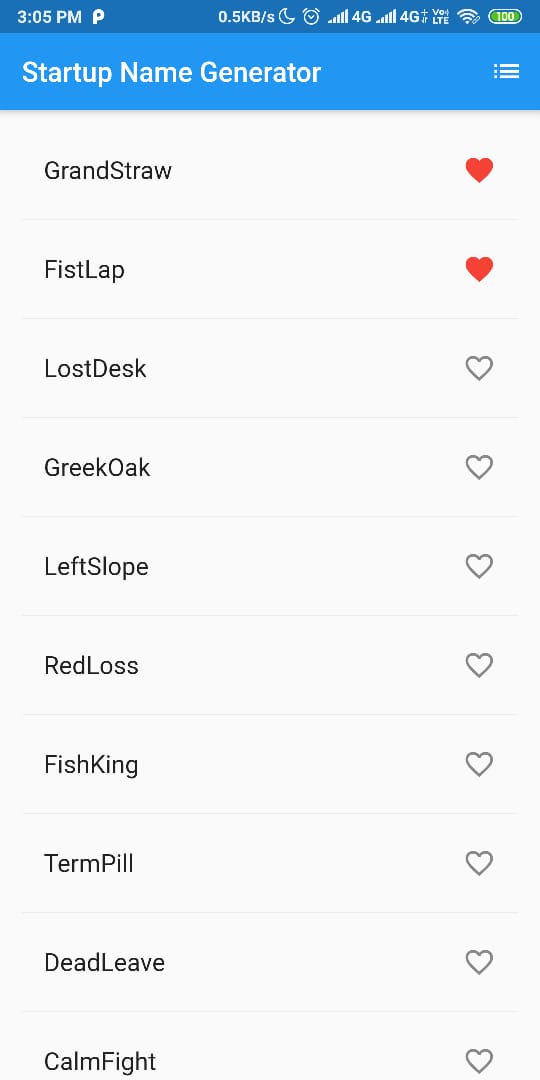 3:05 PM P 0.5KB/s 4G 4G+ Vo) LTE 100
Startup Name Generator
GrandStraw
FistLap
LostDesk
GreekOak
LeftSlope
RedLoss
FishKing
TermPill
DeadLeave
CalmFight